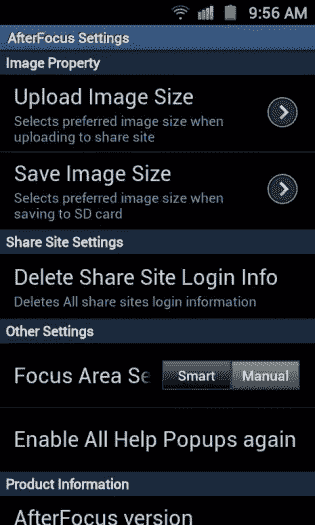 9:56 AM
AfterFocus Settings
Image Property
Upload Image Size
Selects preferred image size when
uploading to share site
Save Image Size
Selects preferred image size when
saving to SD card
Share Site Settings
Delete Share Site Login Info
Deletes All share sites login information
Other Settings
Focus Area Se
Smart
Manual
Enable All Help Popups again
Product Information
AfterFocus version